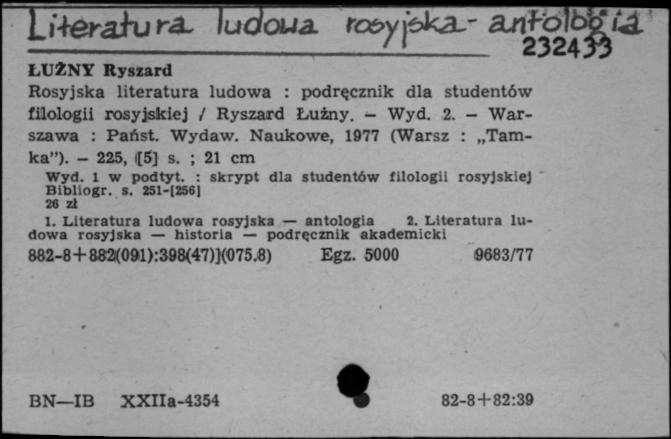 Literatura ludowa rosyjska - antologia
232433
ŁUŻNY Ryszard
Rosyjska literatura ludowa : podręcznik dla studentów
filologii rosyjskiej / Ryszard Łużny. — Wyd. 2. — War-
szawa : Państ. Wydaw. Naukowe, 1977 (Warsz : „Tam-
ka”). — 225, [5] s. ; 21 cm
Wyd. 1 w podtyt. : skrypt dla studentów filologii rosyjskiej
Bibliogr. s. 251-[256]
26 zł
1. Literatura ludowa rosyjska — antologia 2. Literatura lu-
dowa rosyjska — historia — podręcznik akademicki
882-8+882(091):398(47)](075.8) Egz. 5000 9683/77
BN—IB XXIIa-4354 82-8+82:39